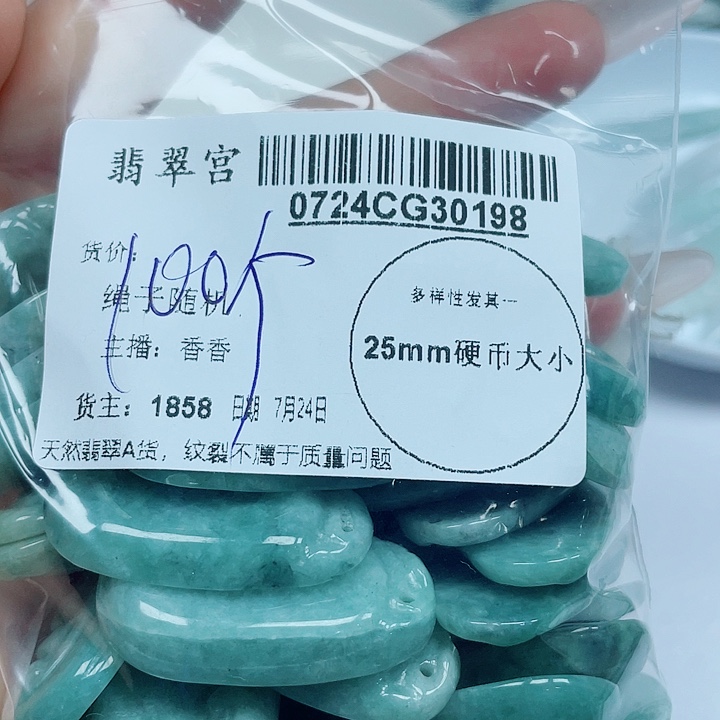 翡翠宫
0724CG30198
货价:
绳子随机
主播：香香
货主：1858 日期 7月24日
天然翡翠A货，纹裂不属于质量问题
多样性发其一
25mm硬币大小